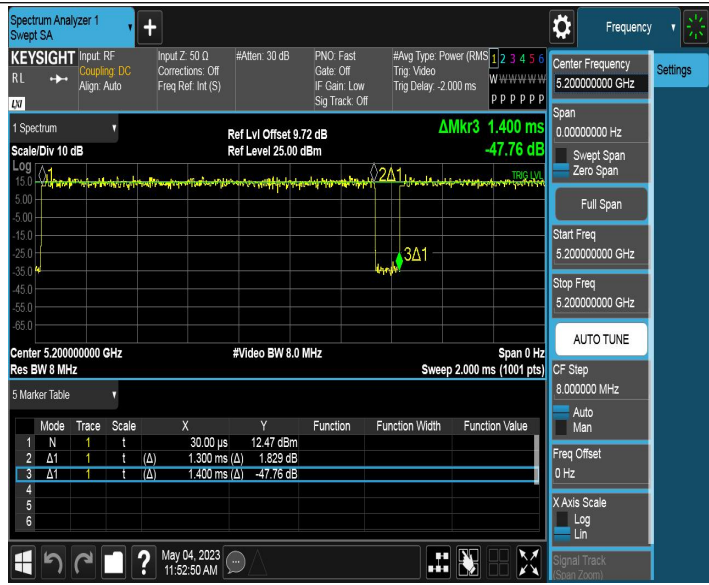 Spectrum Analyzer 1
Swept SA
Frequency
KEYSIGHT
RL
LXI
Input: RF
Coupling: DC
Align: Auto
Input Z: 50 Ω
Corrections: Off
Freq Ref: Int (S)
#Atten: 30 dB
PNO: Fast
Gate: Off
IF Gain: Low
Sig Track: Off
#Avg Type: Power (RMS
Trig: Video
Trig Delay: -2.000 ms
1 2 3 4 5 6
W W W W W W
P P P P P P
Center Frequency
5.200000000 GHz
Settings
Span
0.00000000 Hz
Swept Span
Zero Span
Full Span
Start Freq
5.200000000 GHz
Stop Freq
5.200000000 GHz
AUTO TUNE
CF Step
8.000000 MHz
Auto
Man
Freq Offset
0 Hz
X Axis Scale
Log
Lin
Signal Track
(Span Zoom)
1 Spectrum
Scale/Div 10 dB
Ref Lvl Offset 9.72 dB
Ref Level 25.00 dBm
ΔMkr3 1.400 ms
-47.76 dB
Log
15.0
5.00
-5.00
-15.0
-25.0
-35.0
-45.0
-55.0
-65.0
1
2Δ1
TRIG LVL
3Δ1
Center 5.200000000 GHz
#Video BW 8.0 MHz
Span 0 Hz
Res BW 8 MHz
Sweep 2.000 ms (1001 pts)
5 Marker Table
Mode Trace Scale X Y Function Function Width Function Value
1 N 1 t 30.00 µs 12.47 dBm
2 Δ1 1 t (Δ) 1.300 ms (Δ) 1.829 dB
3 Δ1 1 t (Δ) 1.400 ms (Δ) -47.76 dB
4
5
6
May 04, 2023
11:52:50 AM